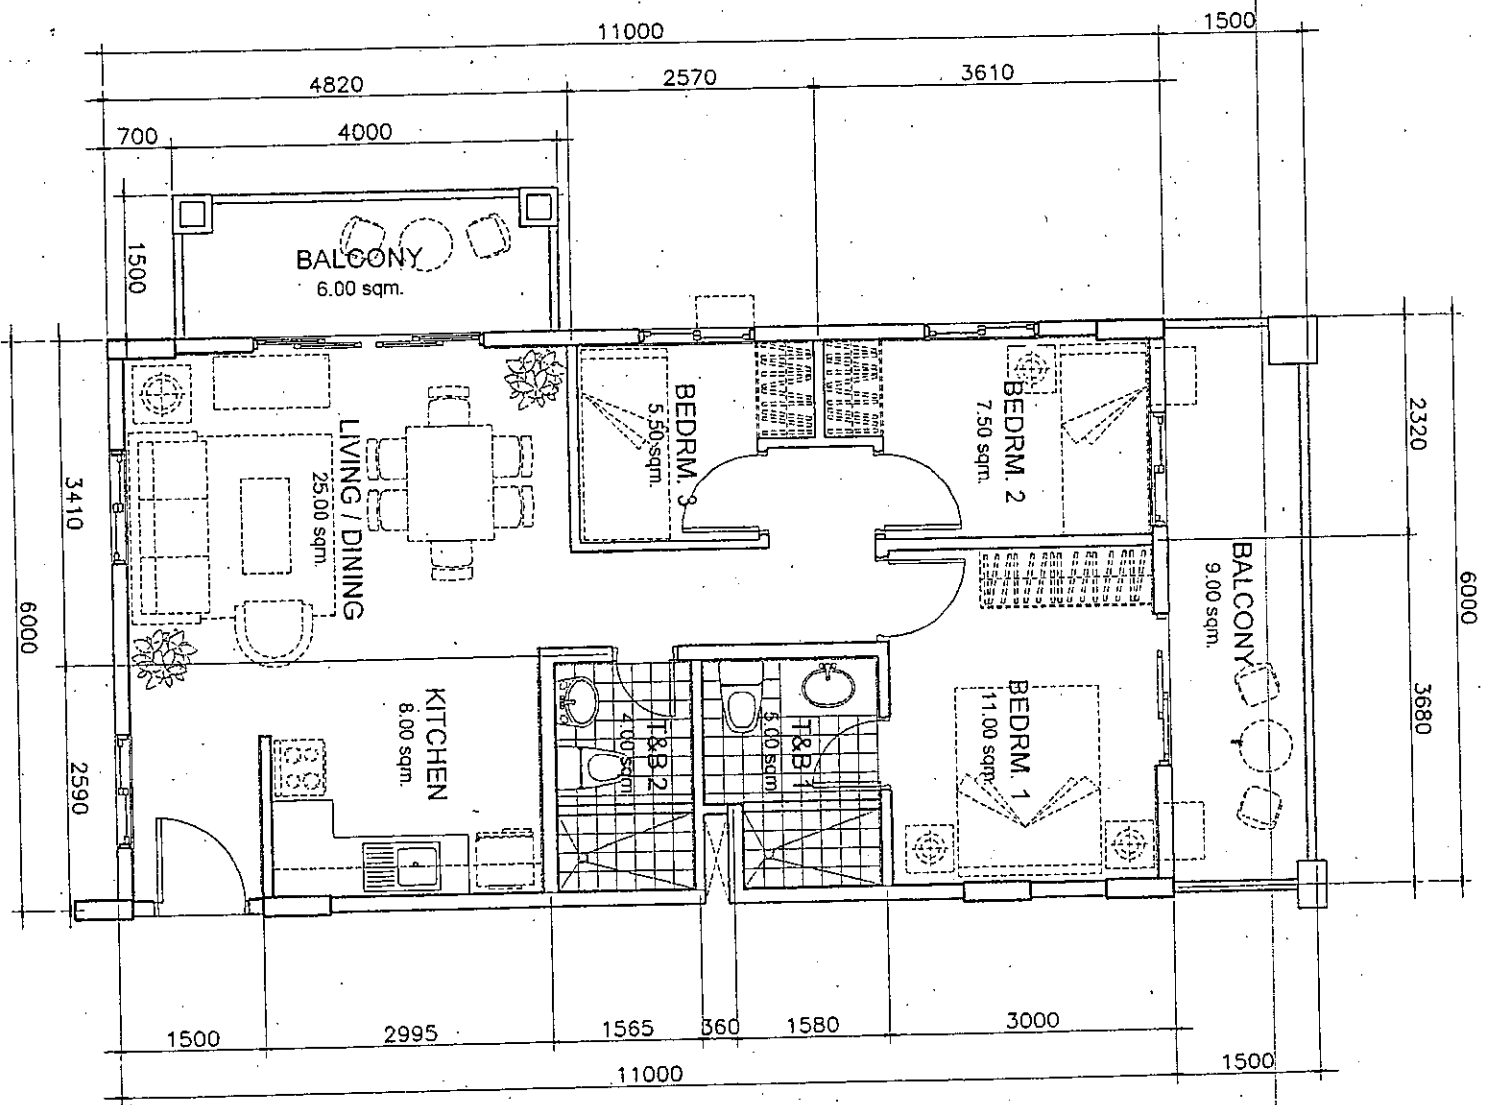 11000
1500
4820
2570
3610
700
4000
1500
BALCONY
6.00 sqm.
LIVING / DINING
25.00 sqm.
BEDRM. 3
5.50 sqm.
BEDRM. 2
7.50 sqm.
3410
6000
2590
KITCHEN
8.00 sqm.
T&B 2
4.00 sqm
T&B 1
5.00 sqm
BEDRM. 1
11.00 sqm.
BALCONY
9.00 sqm.
2320
6000
3680
1500
2995
1565
360
1580
3000
11000
1500